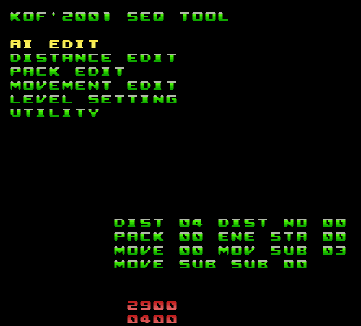 KOF'2001 SEQ TOOL
AI EDIT
DISTANCE EDIT
PACK EDIT
MOVEMENT EDIT
LEVEL SETTING
UTILITY
DIST 04 DIST NO 00
PACK 00 ENE STA 00
MOVE 00 MOV SUB 03
MOVE SUB SUB 00
2900
0400